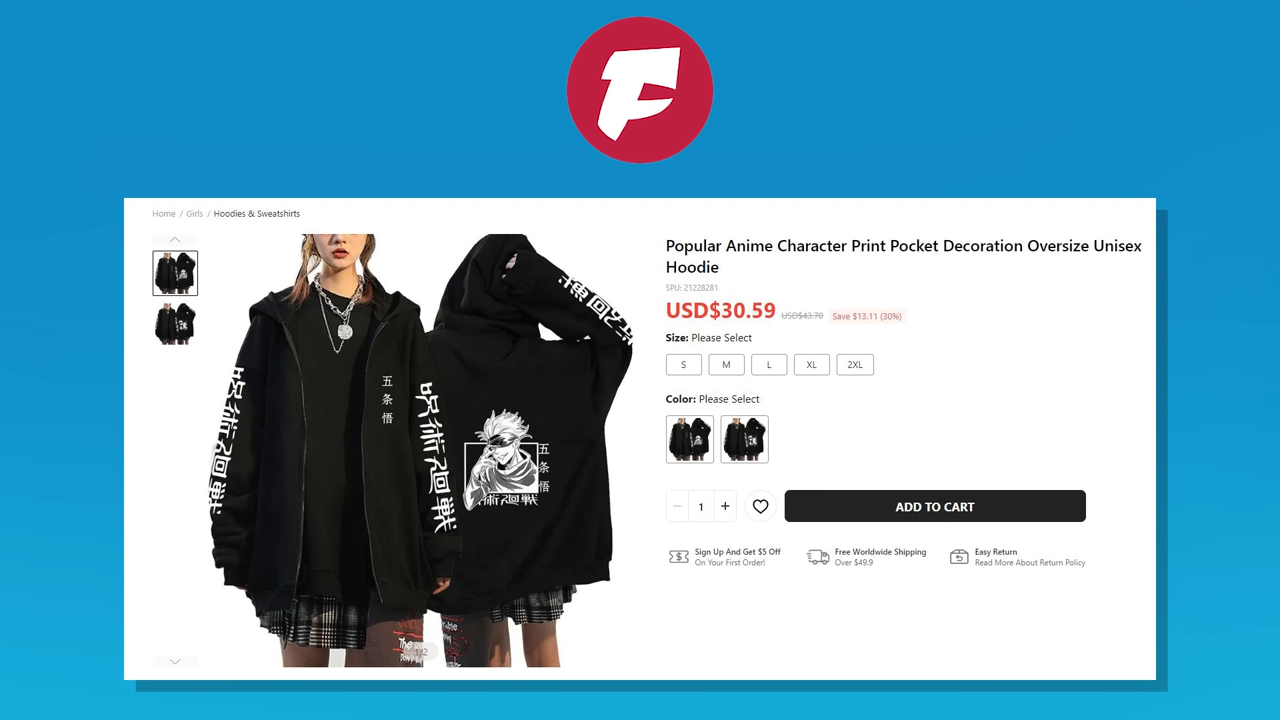 F
Home / Girls / Hoodies & Sweatshirts
Popular Anime Character Print Pocket Decoration Oversize Unisex
Hoodie
SPU: 21228281
USD$30.59 USD$43.70 Save $13.11 (30%)
Size: Please Select
S M L XL 2XL
Color: Please Select
1
ADD TO CART
Sign Up And Get $5 Off
On Your First Order!
Free Worldwide Shipping
Over $49.9
Easy Return
Read More About Return Policy
五
条
悟
呪術廻戦
呪術廻戦
五
条
悟
術廻戦